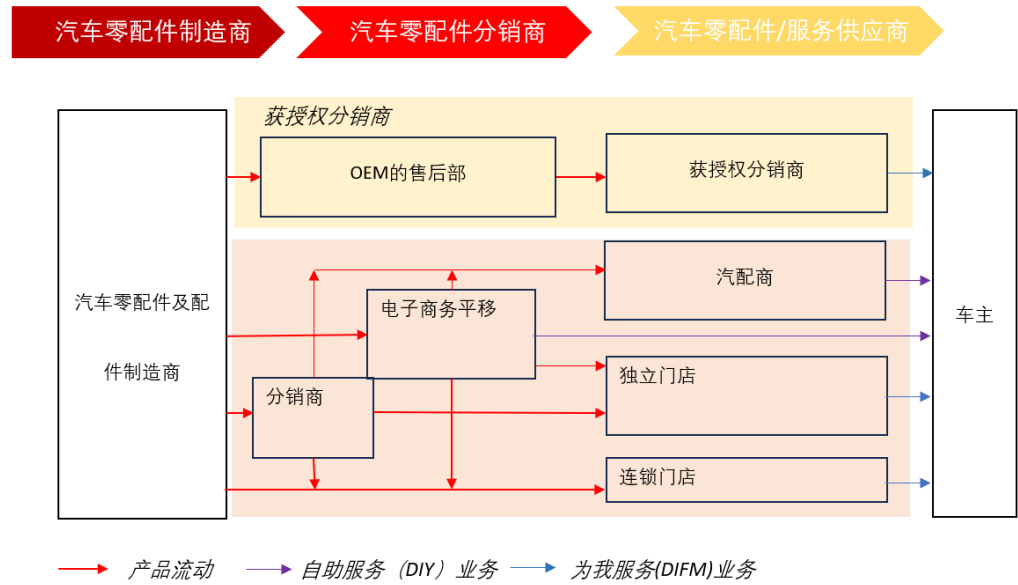 汽车零配件制造商
汽车零配件分销商
汽车零配件/服务供应商
获授权分销商
OEM的售后部
获授权分销商
汽车零配件及配
件制造商
汽配商
电子商务平移
车主
独立门店
分销商
连锁门店
产品流动
自助服务（DIY）业务
为我服务(DIFM)业务